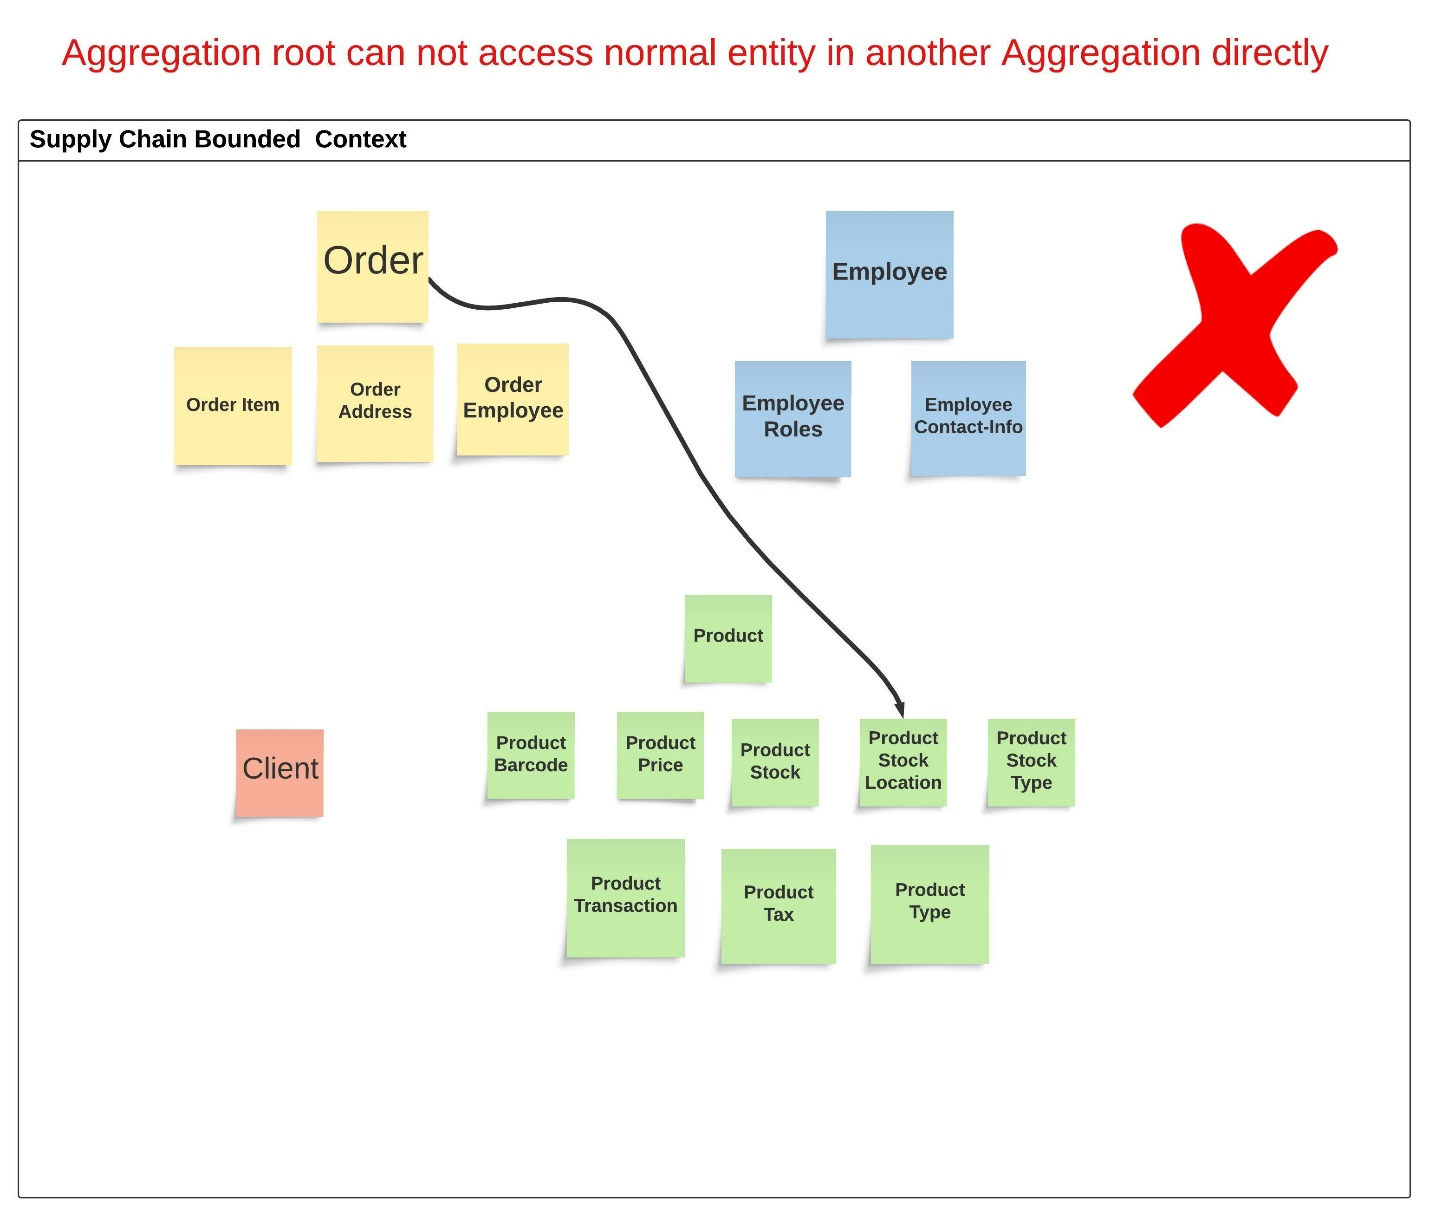 Aggregation root can not access normal entity in another Aggregation directly
Supply Chain Bounded  Context
Order
Employee
Order Item
Order
Address
Order
Employee
Employee
Roles
Employee
Contact-Info
Product
Client
Product
Barcode
Product
Price
Product
Stock
Product
Stock
Location
Product
Stock
Type
Product
Transaction
Product
Tax
Product
Type